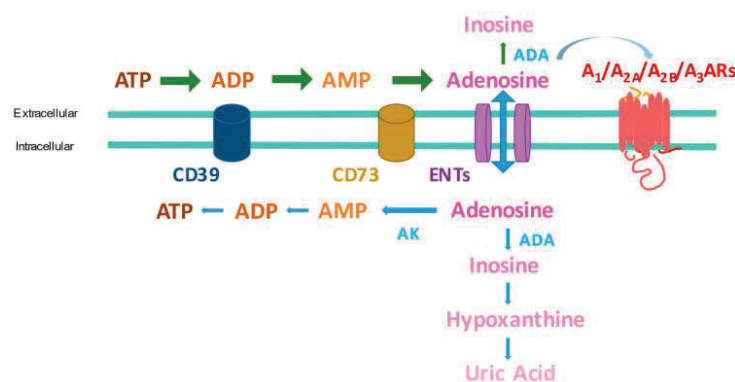 Inosine
ADA
ATP ADP AMP Adenosine A₁/A₂A/A₂B/A₃ARs
Extracellular
Intracellular
CD39 CD73 ENTs
ATP ADP AMP Adenosine
AK
ADA
Inosine
Hypoxanthine
Uric Acid